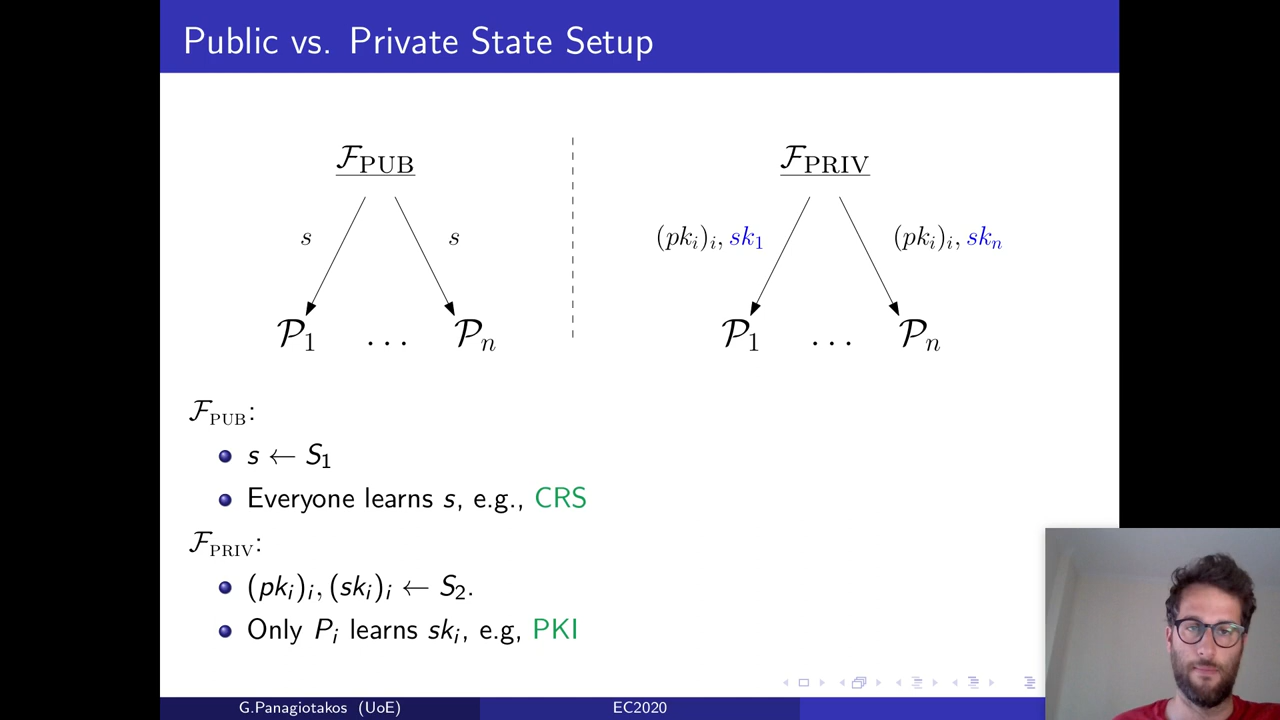 Public vs. Private State Setup
ℱPUB ℱPRIV
s s (pkᵢ)ᵢ, sk₁ (pkᵢ)ᵢ, skₙ
𝒫₁ ... 𝒫ₙ 𝒫₁ ... 𝒫ₙ
ℱPUB:
s ← S₁
Everyone learns s, e.g., CRS
ℱPRIV:
(pkᵢ)ᵢ, (skᵢ)ᵢ ← S₂.
Only Pᵢ learns skᵢ, e.g, PKI
G.Panagiotakos (UoE) EC2020